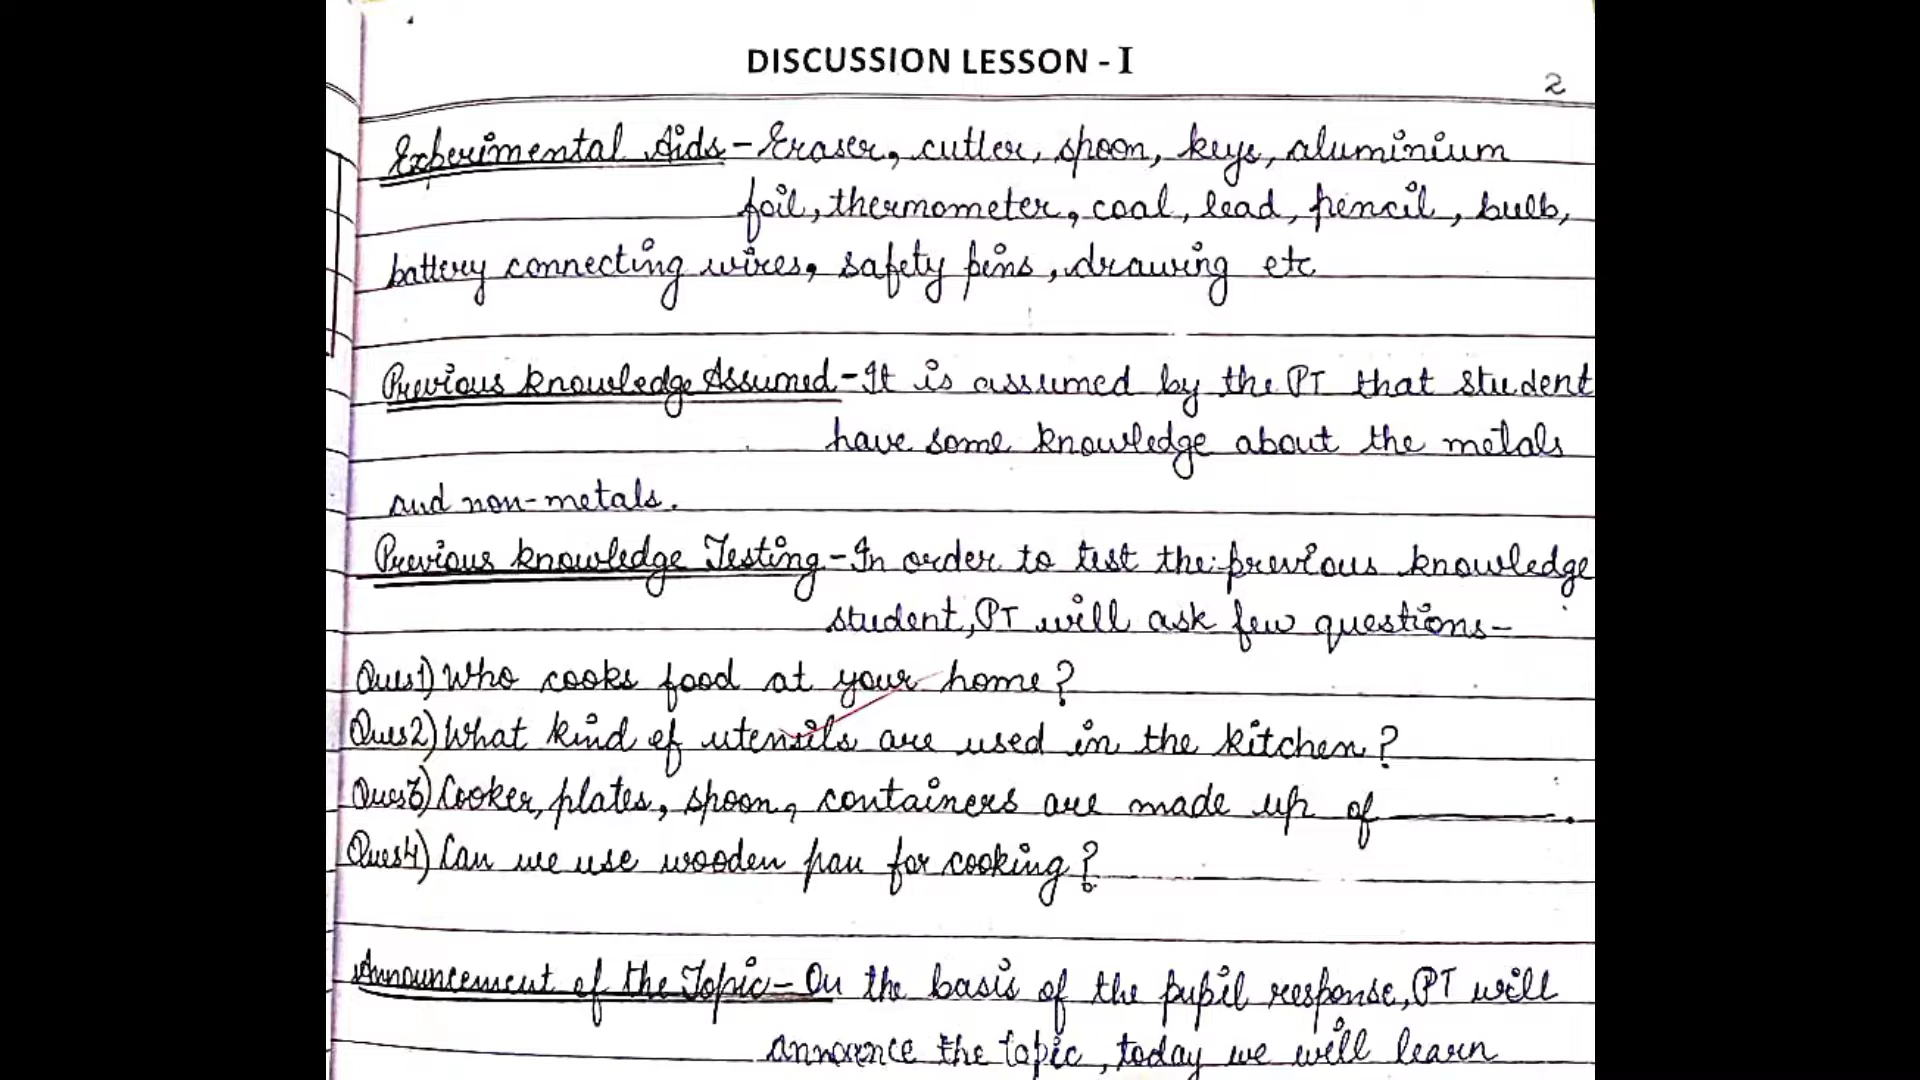 DISCUSSION LESSON - I
2
Experimental Aids - Eraser, cutler, spoon, keys, aluminium
foil, thermometer, coal, lead, pencil, bulb,
battery connecting wires, safety pins, drawing etc
Previous knowledge Assumed - It is assumed by the PT that student
have some knowledge about the metals
and non-metals.
Previous knowledge Testing - In order to test the previous knowledge
student, PT will ask few questions -
Ques1) Who cooks food at your home?
Ques2) What kind of utensils are used in the kitchen?
Ques3) Cooker, plates, spoon, containers are made up of ______.
Ques4) Can we use wooden pan for cooking?
Announcement of the Topic - On the basis of the pupil response, PT will
announce the topic, today we will learn